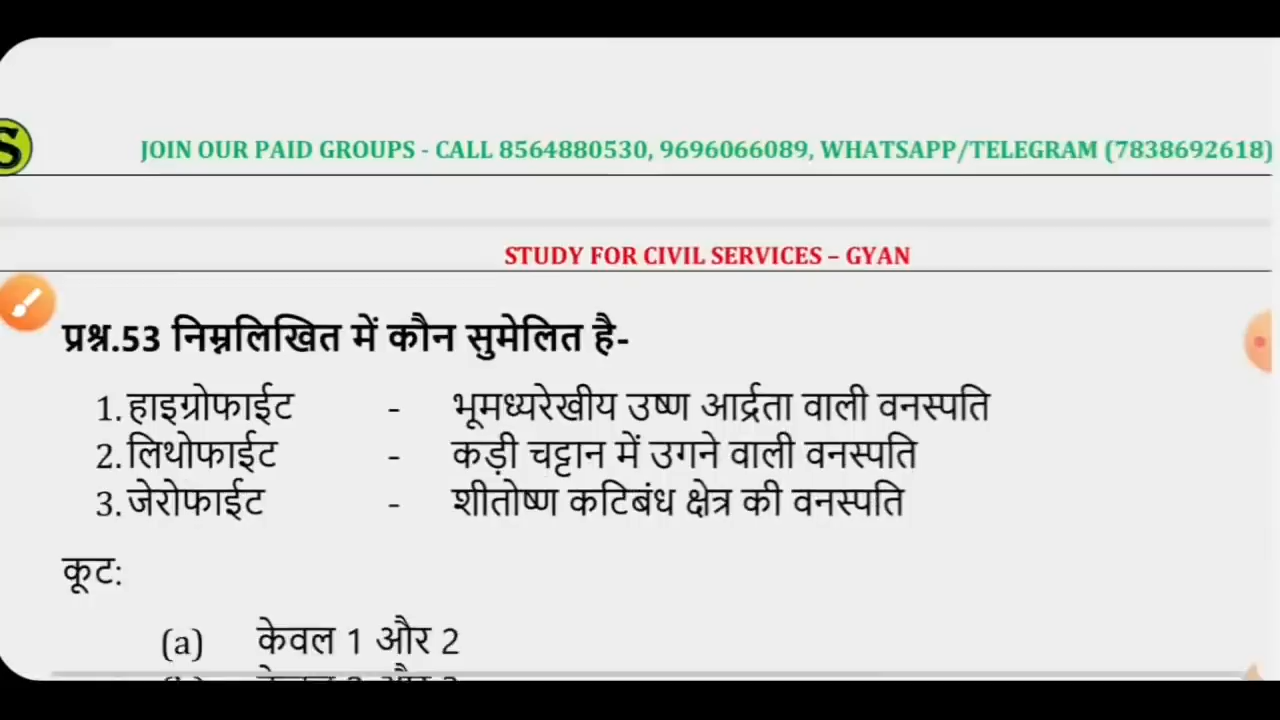 S
JOIN OUR PAID GROUPS - CALL 8564880530, 9696066089, WHATSAPP/TELEGRAM (7838692618)
STUDY FOR CIVIL SERVICES – GYAN
प्रश्न.53 निम्नलिखित में कौन सुमेलित है-
1. हाइग्रोफाईट - भूमध्यरेखीय उष्ण आर्द्रता वाली वनस्पति
2. लिथोफाईट - कड़ी चट्टान में उगने वाली वनस्पति
3. जेरोफाईट - शीतोष्ण कटिबंध क्षेत्र की वनस्पति
कूट:
(a) केवल 1 और 2